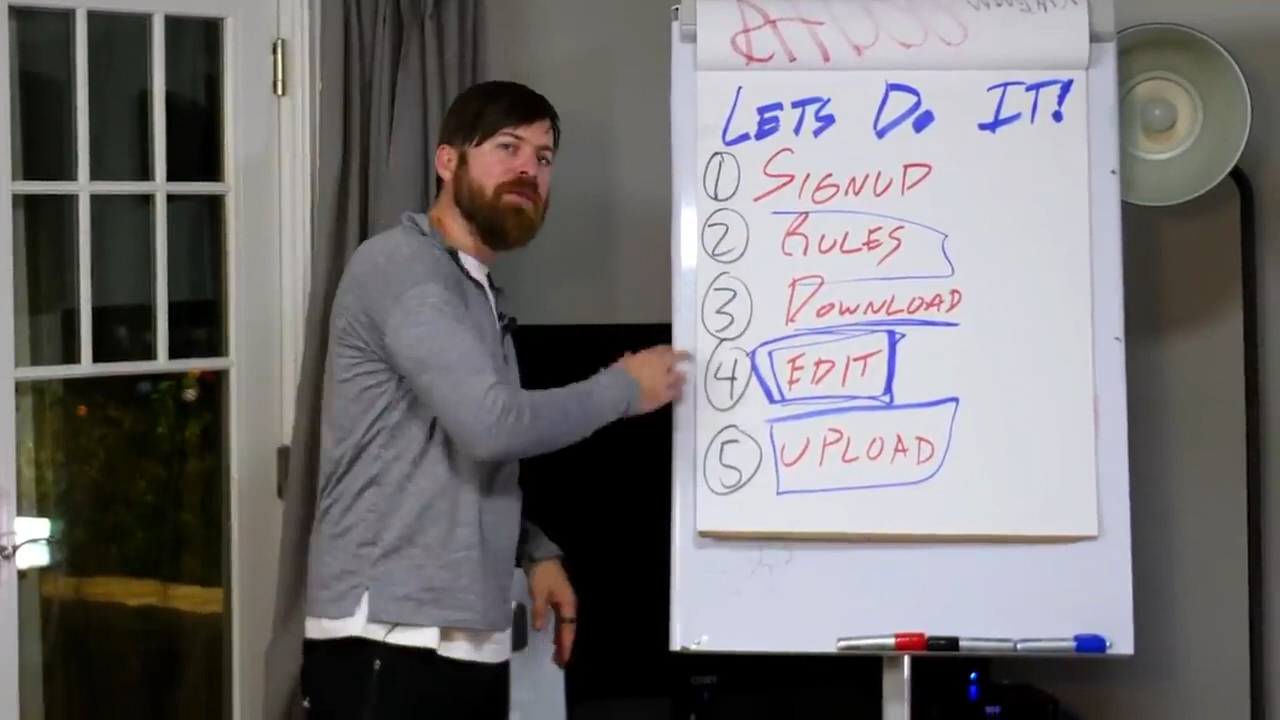 LETS DO IT!
1 SIGNUP
2 RULES
3 DOWNLOAD
4 EDIT
5 UPLOAD